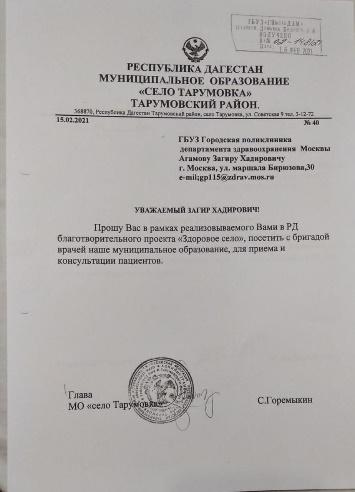 ПОЛУЧЕНО
РЕСПУБЛИКА ДАГЕСТАН
МУНИЦИПАЛЬНОЕ ОБРАЗОВАНИЕ
«СЕЛО ТАРУМОВКА»
ТАРУМОВСКИЙ РАЙОН.
368870, Республика Дагестан Тарумовский район, село Тарумовка, ул. Советская 9 тел. 3-12-72
15.02.2021 № 40
ГБУЗ Городская поликлиника
департамента здравоохранения Москвы
Агамову Загиру Хадировичу
г. Москва, ул. маршала Бирюзова,30
e-mil;gp115@zdrav.mos.ru
УВАЖАЕМЫЙ ЗАГИР ХАДИРОВИЧ!
Прошу Вас в рамках реализовываемого Вами в РД
благотворительного проекта «Здоровое село», посетить с бригадой
врачей наше муниципальное образование, для приема и
консультации пациентов.
Глава
МО «село Тарумовка» С.Горемыкин